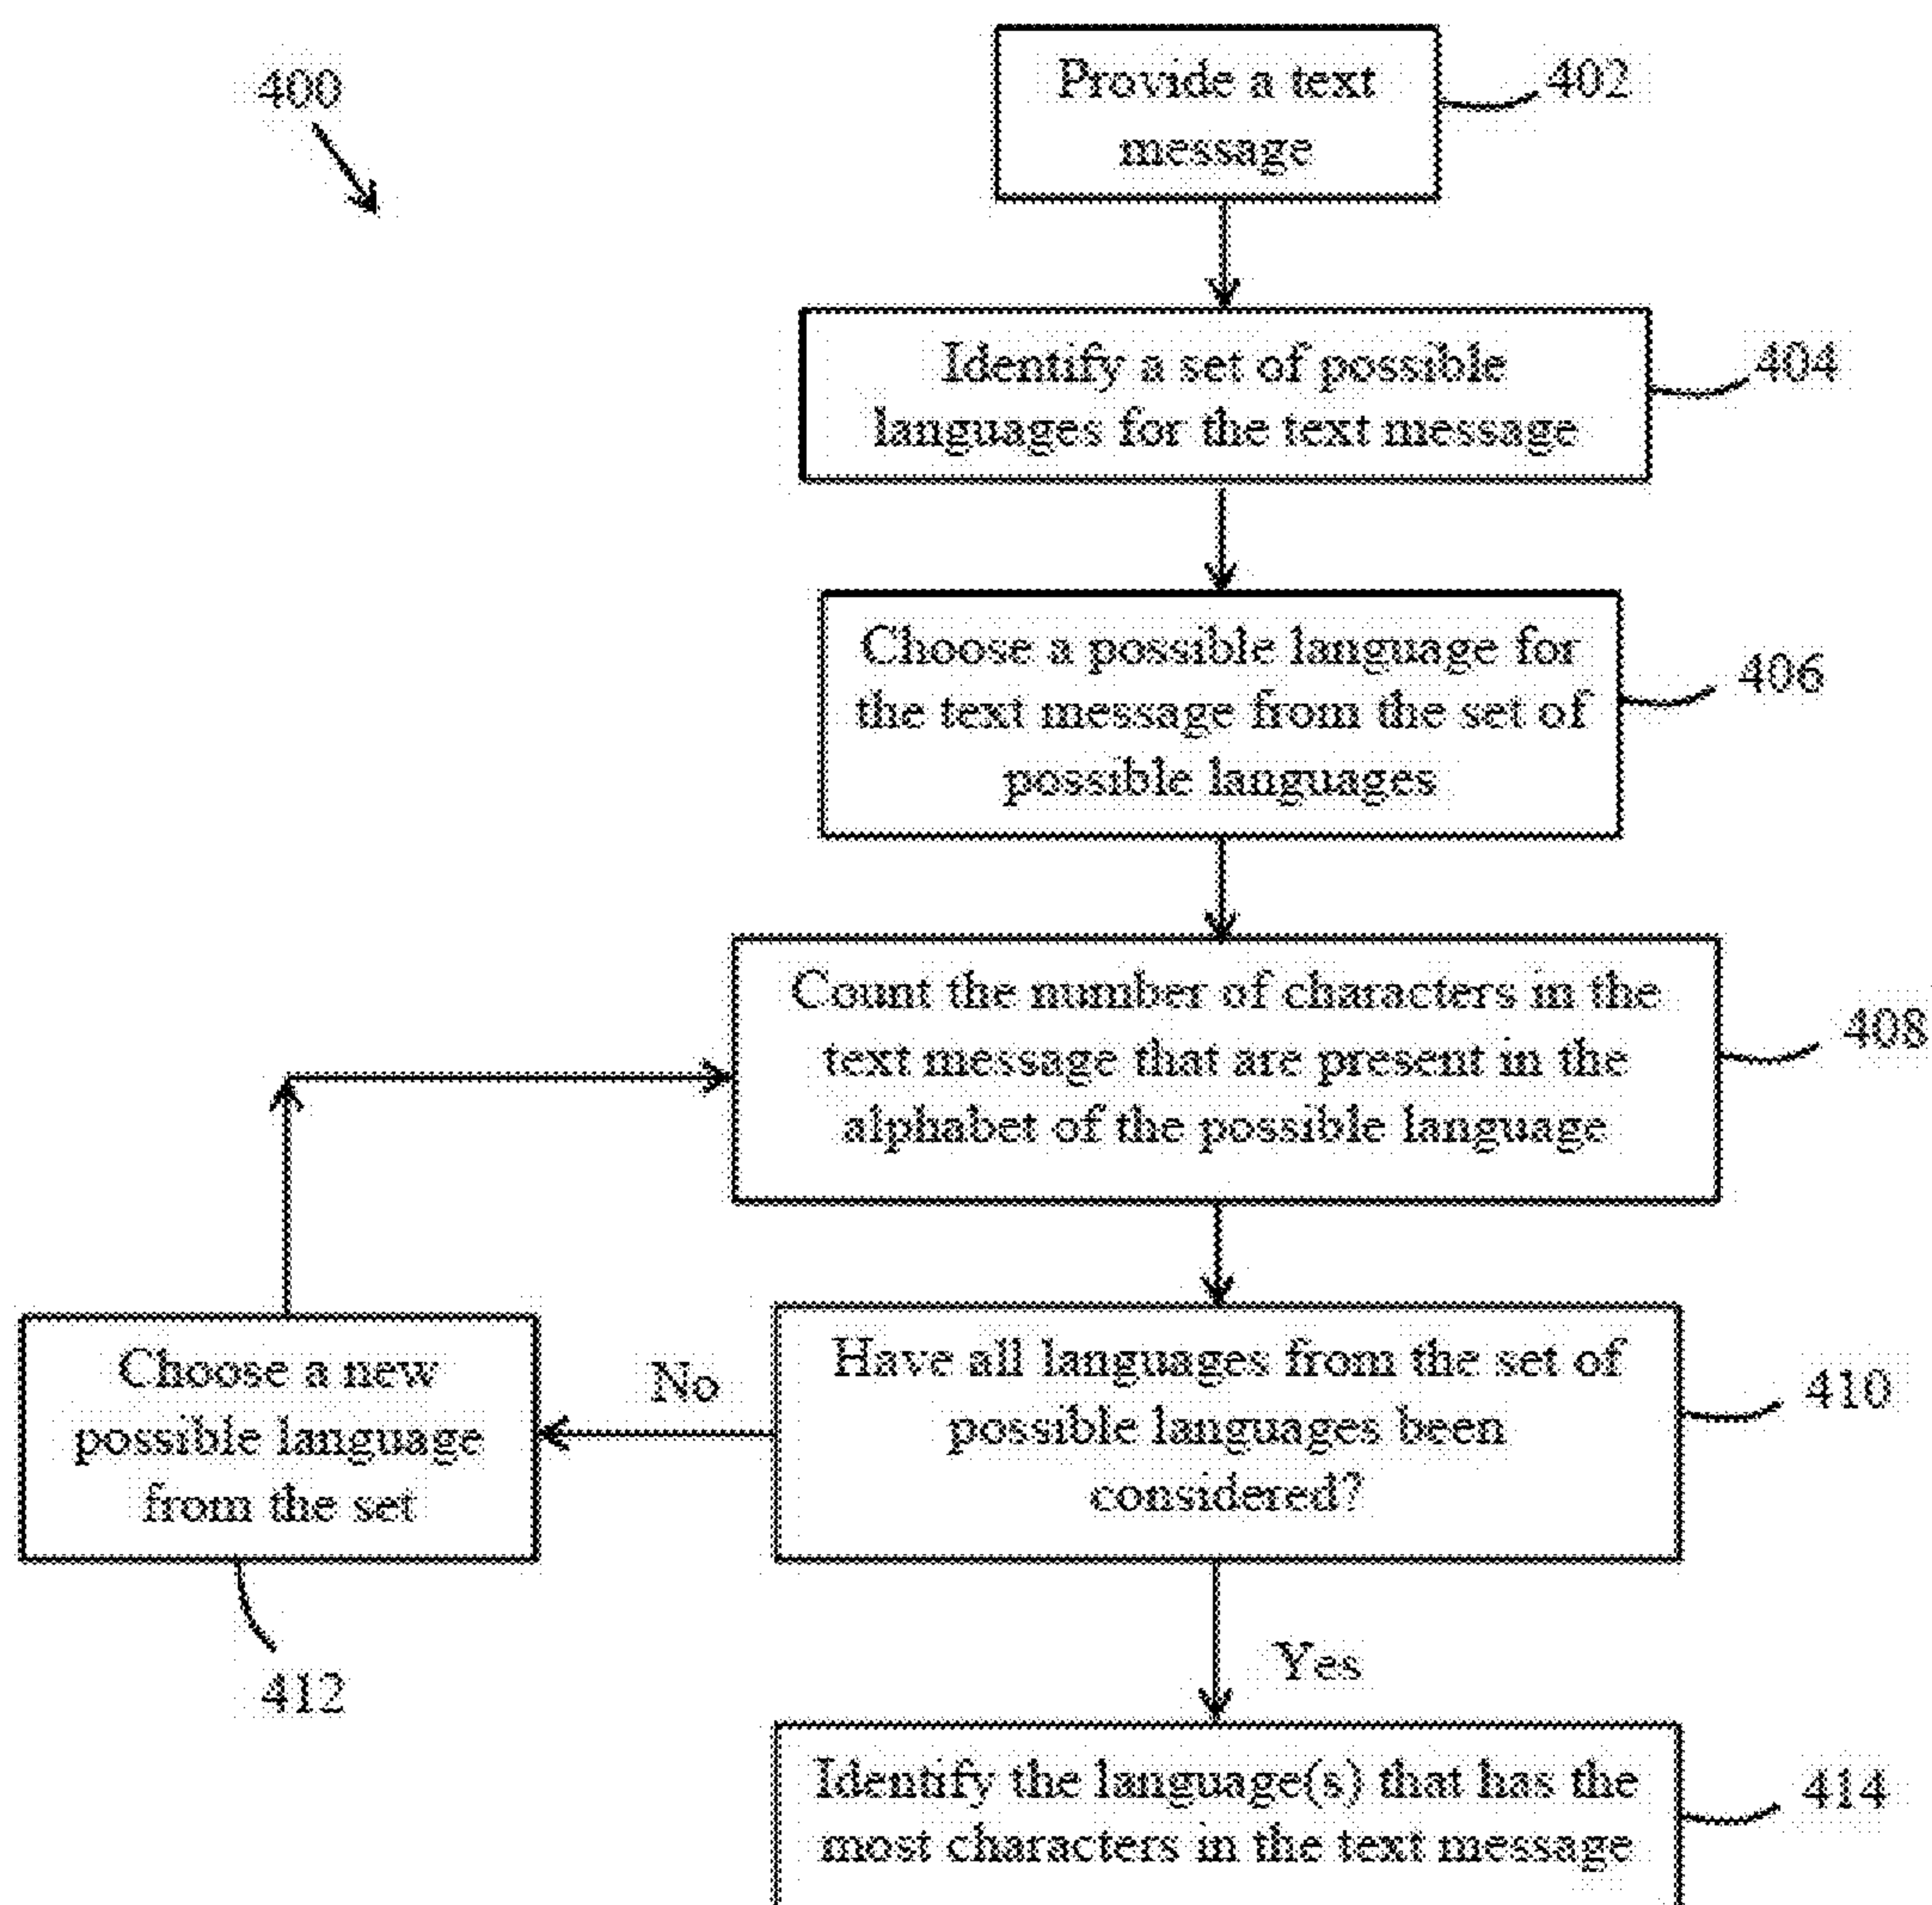 400
Provide a text
message
402
Identify a set of possible
languages for the text message
404
Choose a possible language for
the text message from the set of
possible languages
406
Count the number of characters in the
text message that are present in the
alphabet of the possible language
408
Have all languages from the set of
possible languages been
considered?
410
No
Choose a new
possible language
from the set
412
Yes
Identify the language(s) that has the
most characters in the text message
414